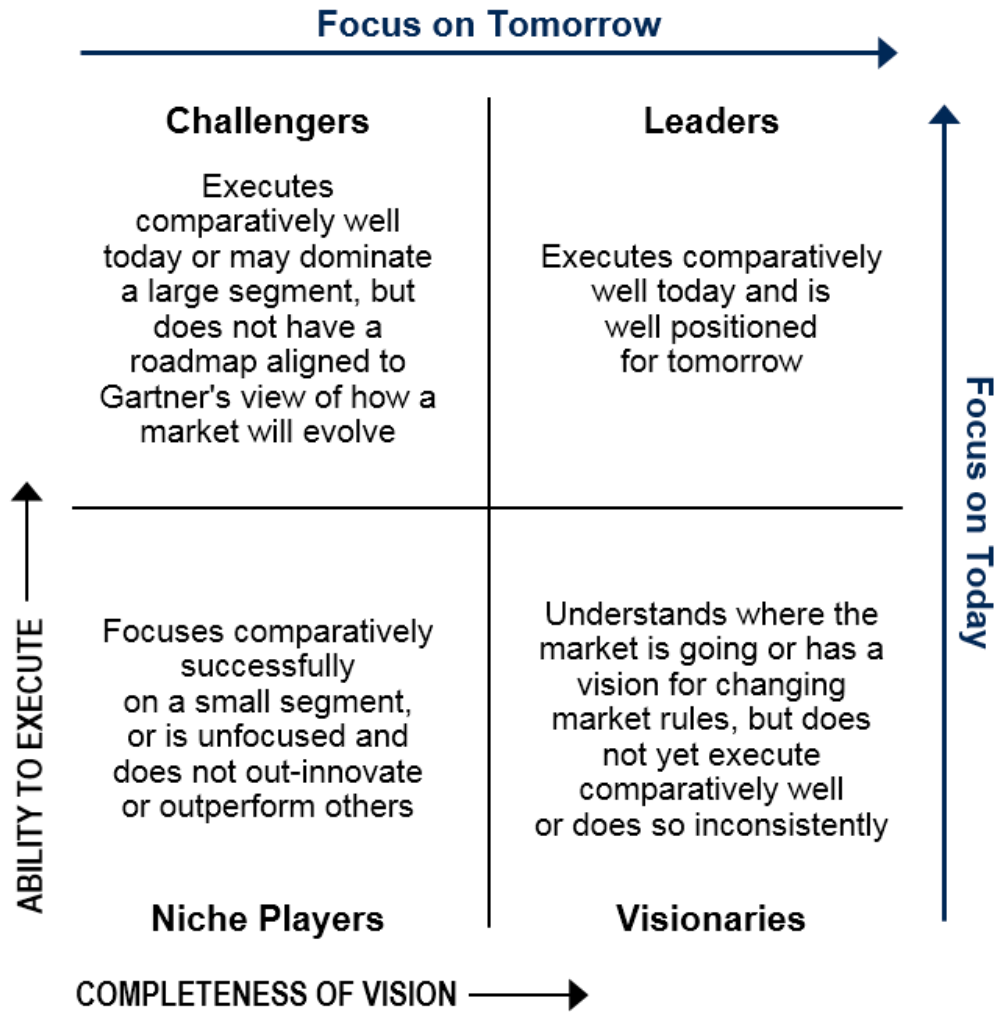 Focus on Tomorrow
Challengers
Executes
comparatively well
today or may dominate
a large segment, but
does not have a
roadmap aligned to
Gartner's view of how a
market will evolve
Leaders
Executes comparatively
well today and is
well positioned
for tomorrow
Focus on Today
ABILITY TO EXECUTE
Focuses comparatively
successfully
on a small segment,
or is unfocused and
does not out-innovate
or outperform others
Niche Players
Understands where the
market is going or has a
vision for changing
market rules, but does
not yet execute
comparatively well
or does so inconsistently
Visionaries
COMPLETENESS OF VISION